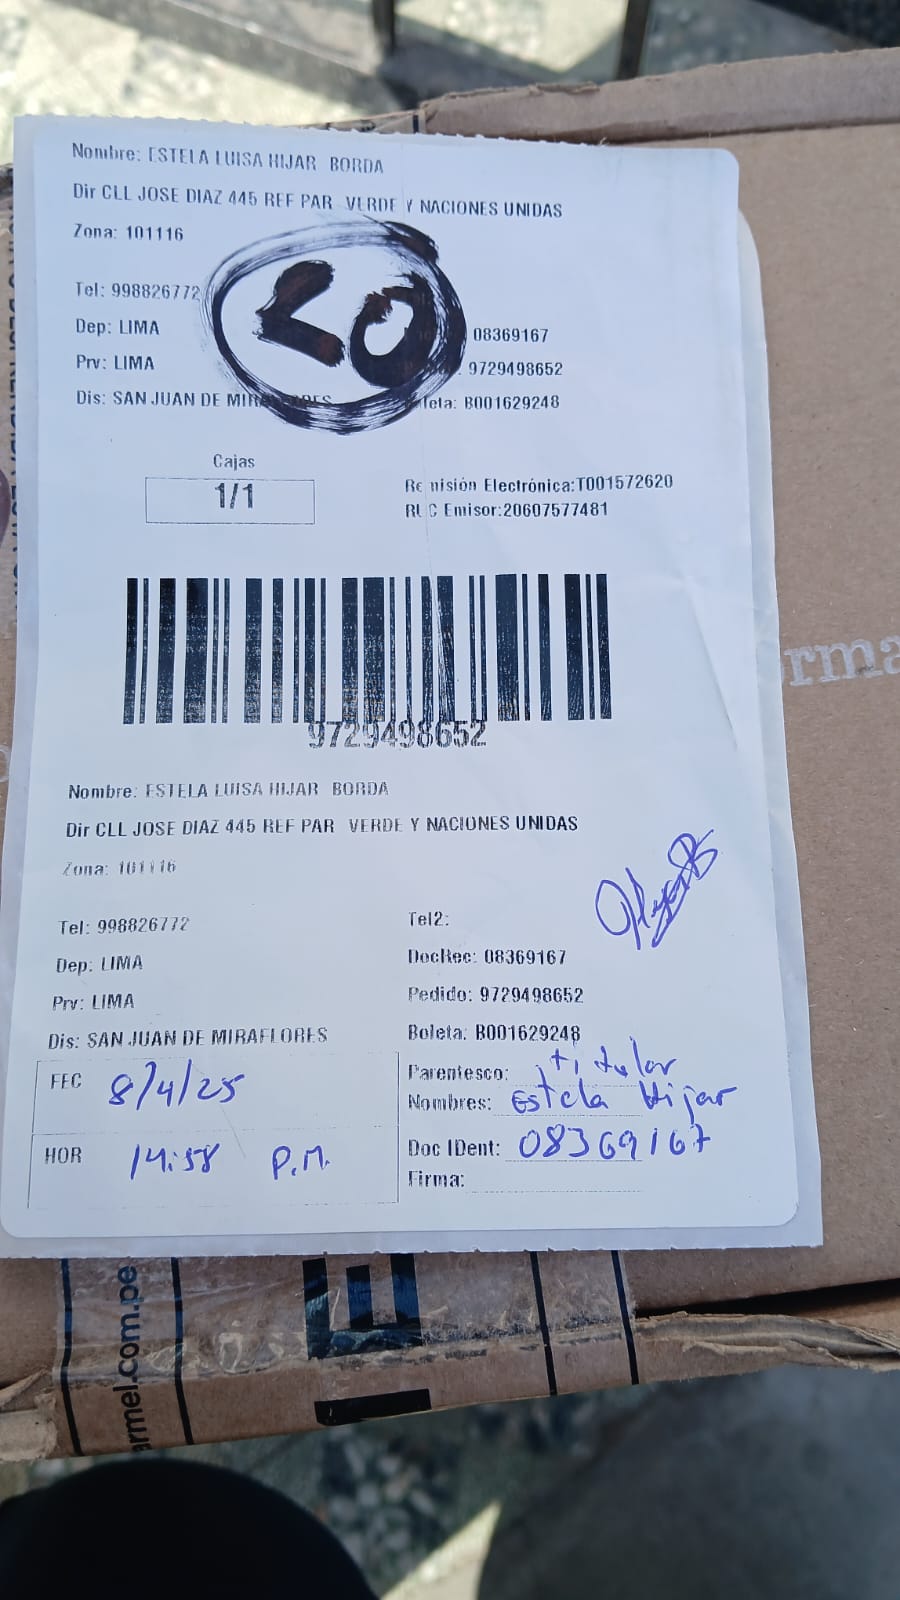 Nombre: ESTELA LUISA HIJAR BORDA
Dir CLL JOSE DIAZ 445 REF PAR VERDE Y NACIONES UNIDAS
Zona: 101116
Tel: 998826772
Dep: LIMA
08369167
Prv: LIMA
9729498652
Dis: SAN JUAN DE MIRAFLORES
Boleta: B001629248
Cajas
1/1
Remisión Electrónica:T001572620
RUC Emisor:20607577481
9729498652
Nombre: ESTELA LUISA HIJAR BORDA
Dir CLL JOSE DIAZ 445 REF PAR VERDE Y NACIONES UNIDAS
Zona: 101116
Tel: 998826772
Tel2:
Dep: LIMA
DocRec: 08369167
Prv: LIMA
Pedido: 9729498652
Dis: SAN JUAN DE MIRAFLORES
Boleta: B001629248
FEC 8/4/25
Parentesco: titular
Nombres: Estela Hijar
HOR 14:58 P.M.
Doc IDent: 08369167
Firma:
armel.com.pe